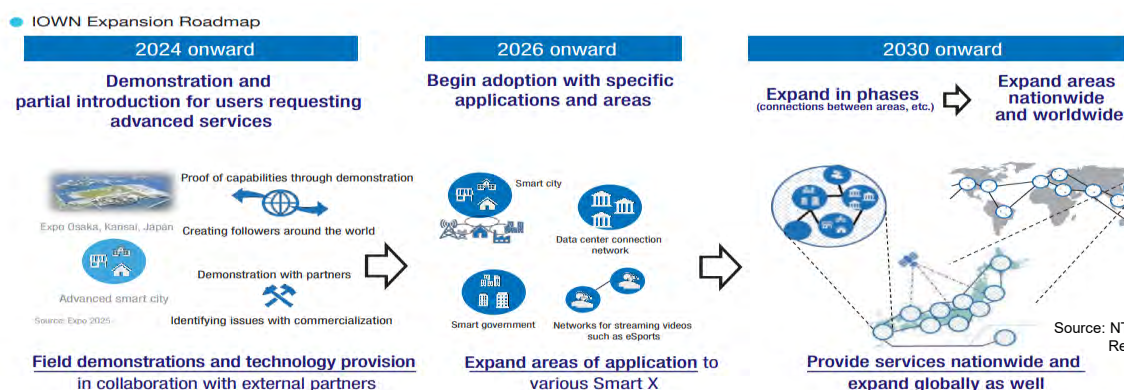 IOWN Expansion Roadmap
2024 onward
Demonstration and
partial introduction for users requesting
advanced services
Proof of capabilities through demonstration
Expo Osaka, Kansai, Japan
Creating followers around the world
Demonstration with partners
Advanced smart city
Source: Expo 2025
Identifying issues with commercialization
Field demonstrations and technology provision
in collaboration with external partners
2026 onward
Begin adoption with specific
applications and areas
Smart city
Data center connection
network
Smart government
Networks for streaming videos
such as eSports
Expand areas of application to
various Smart X
2030 onward
Expand in phases
(connections between areas, etc.)
Expand areas
nationwide
and worldwide
Source: NT
Re
Provide services nationwide and
expand globally as well